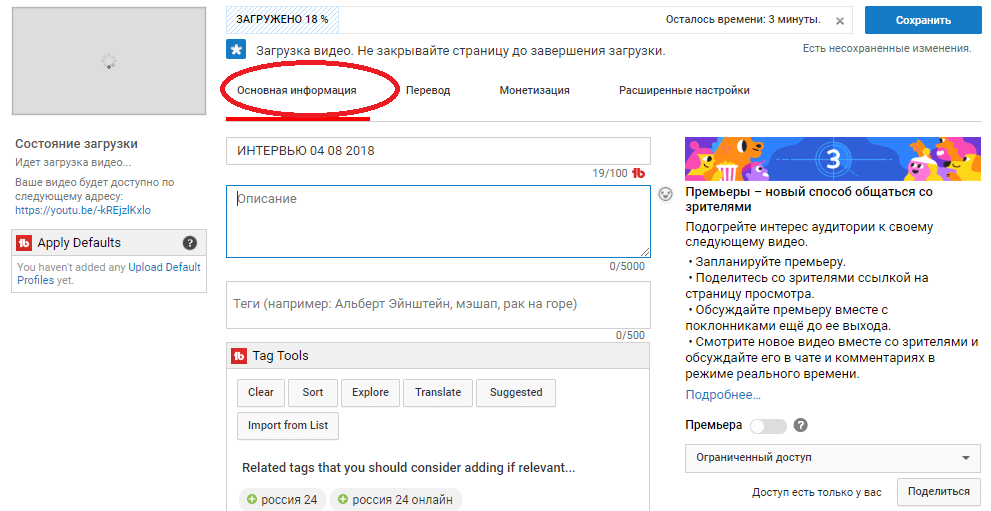 ЗАГРУЖЕНО 18 %
Осталось времени: 3 минуты.
Сохранить
Загрузка видео. Не закрывайте страницу до завершения загрузки.
Есть несохраненные изменения.
Основная информация
Перевод
Монетизация
Расширенные настройки
Состояние загрузки
Идет загрузка видео...
Ваше видео будет доступно по
следующему адресу:
https://youtu.be/-kREjzlKxlo
tb Apply Defaults ?
You haven't added any Upload Default
Profiles yet.
ИНТЕРВЬЮ 04 08 2018
19/100 tb
Описание
0/5000
Теги (например: Альберт Эйнштейн, мэшап, рак на горе)
0/500
tb Tag Tools
Clear
Sort
Explore
Translate
Suggested
Import from List
Related tags that you should consider adding if relevant...
россия 24
россия 24 онлайн
3
Премьеры – новый способ общаться со
зрителями
Подогрейте интерес аудитории к своему
следующему видео.
• Запланируйте премьеру.
• Поделитесь со зрителями ссылкой на
страницу просмотра.
• Обсуждайте премьеру вместе с
поклонниками ещё до ее выхода.
• Смотрите новое видео вместе со зрителями и
обсуждайте его в чате и комментариях в
режиме реального времени.
Подробнее...
Премьера ?
Ограниченный доступ
Доступ есть только у вас
Поделиться